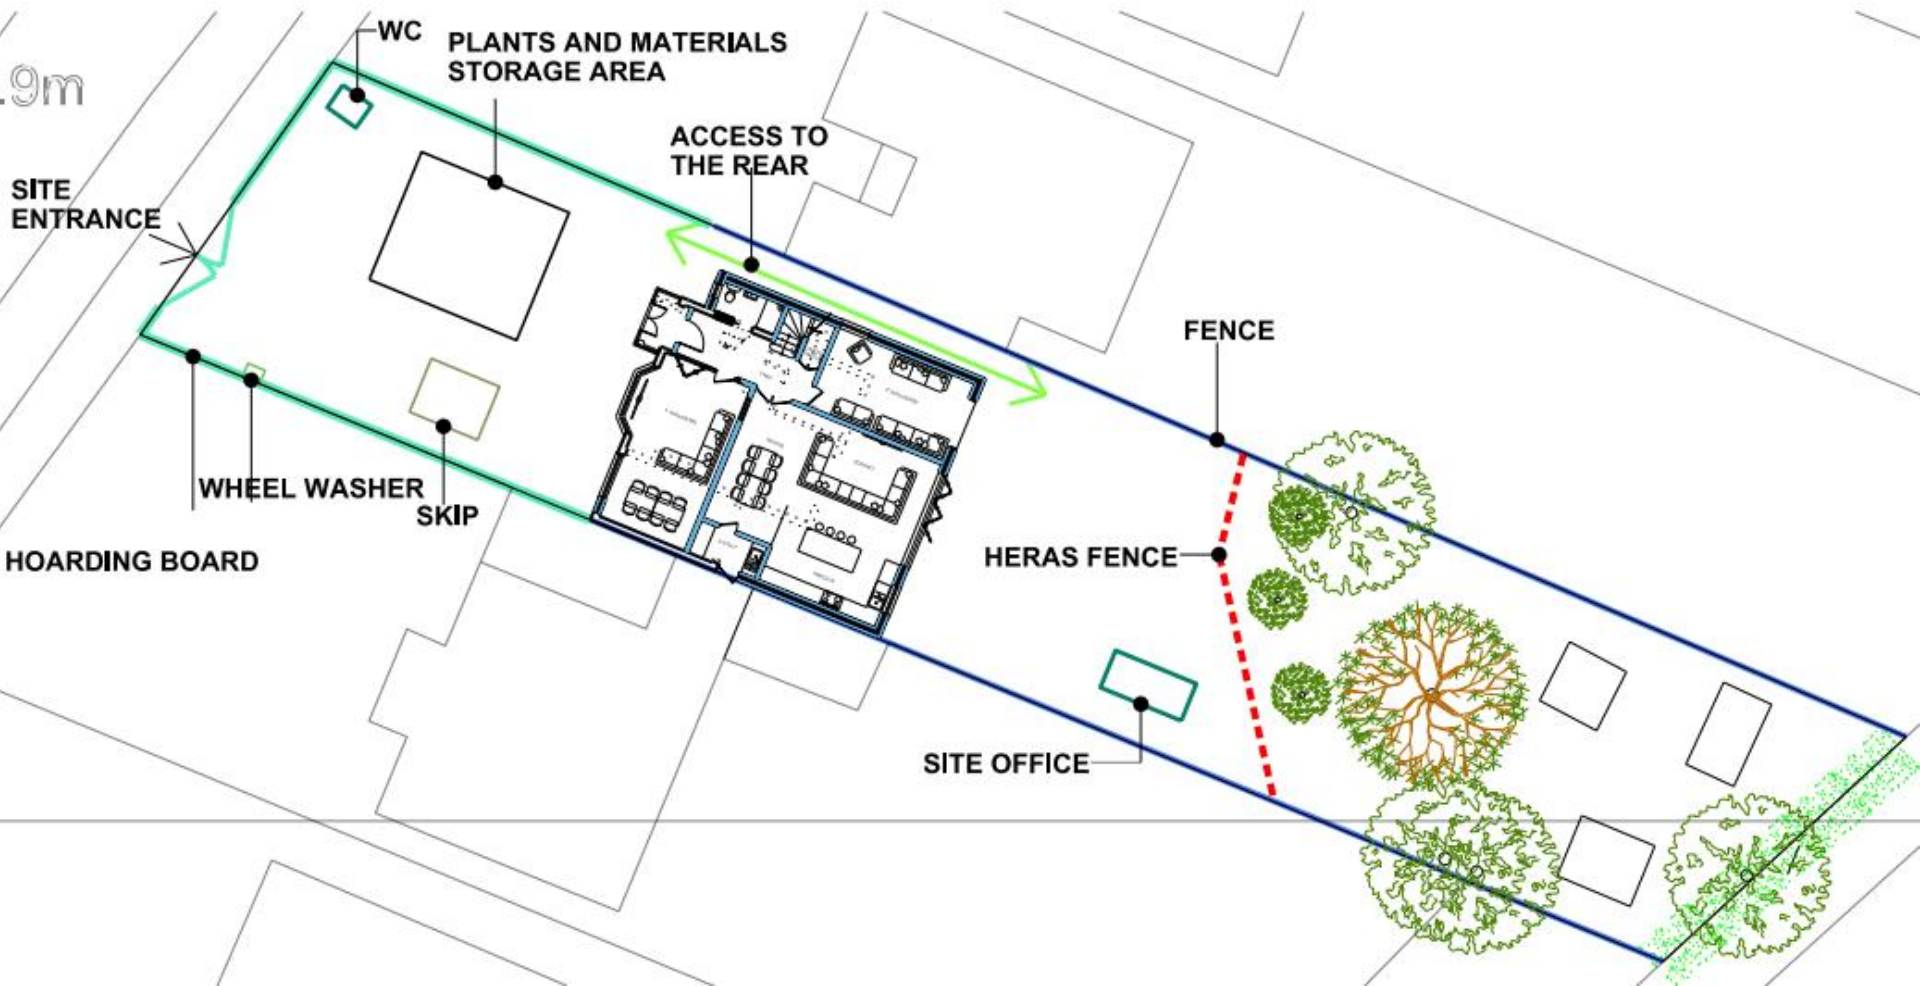 WC
PLANTS AND MATERIALS
STORAGE AREA
.9m
ACCESS TO
THE REAR
SITE
ENTRANCE
FENCE
WHEEL WASHER
SKIP
HOARDING BOARD
HERAS FENCE
SITE OFFICE